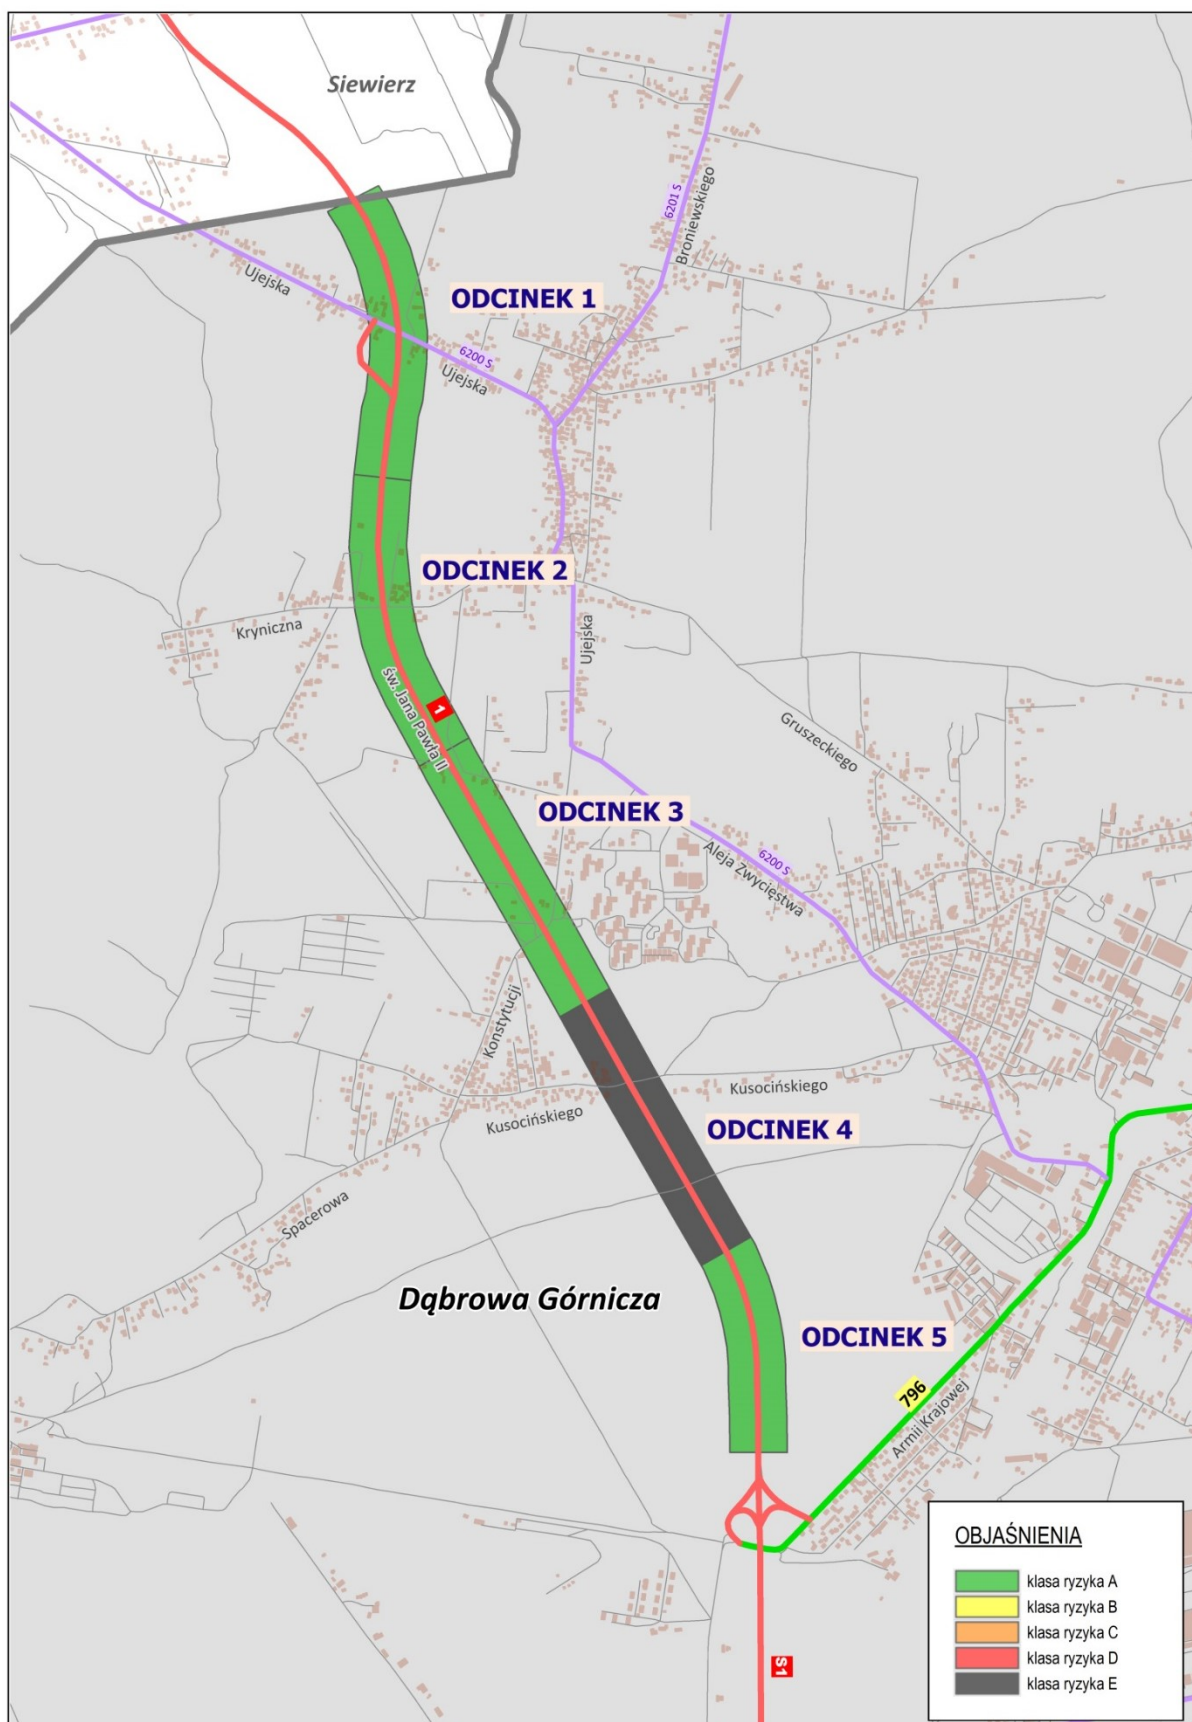 Siewierz
6201 S
Broniewskiego
Ujejska
ODCINEK 1
6200 S
Ujejska
ODCINEK 2
Kryniczna
Ujejska
św. Jana Pawła II
1
Gruszeckiego
ODCINEK 3
6200 S
Aleja Zwycięstwa
Konstytucji
Kusocińskiego
Kusocińskiego
ODCINEK 4
Spacerowa
Dąbrowa Górnicza
ODCINEK 5
796
Armii Krajowej
S1
OBJAŚNIENIA
klasa ryzyka A
klasa ryzyka B
klasa ryzyka C
klasa ryzyka D
klasa ryzyka E